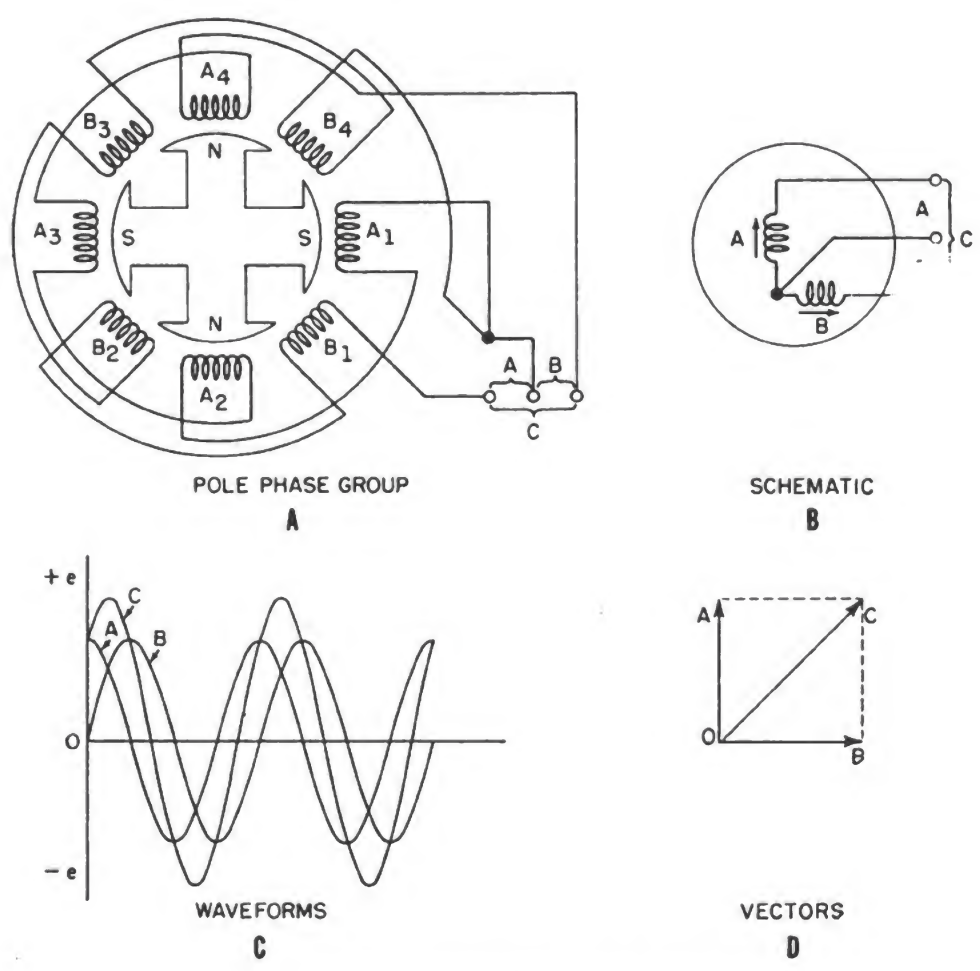 A4
B3
B4
N
A3
S
S
A1
B2
N
B1
A2
A
B
C
POLE PHASE GROUP
A
A
A
C
B
SCHEMATIC
B
+ e
C
A
B
O
- e
WAVEFORMS
C
A
C
O
B
VECTORS
D